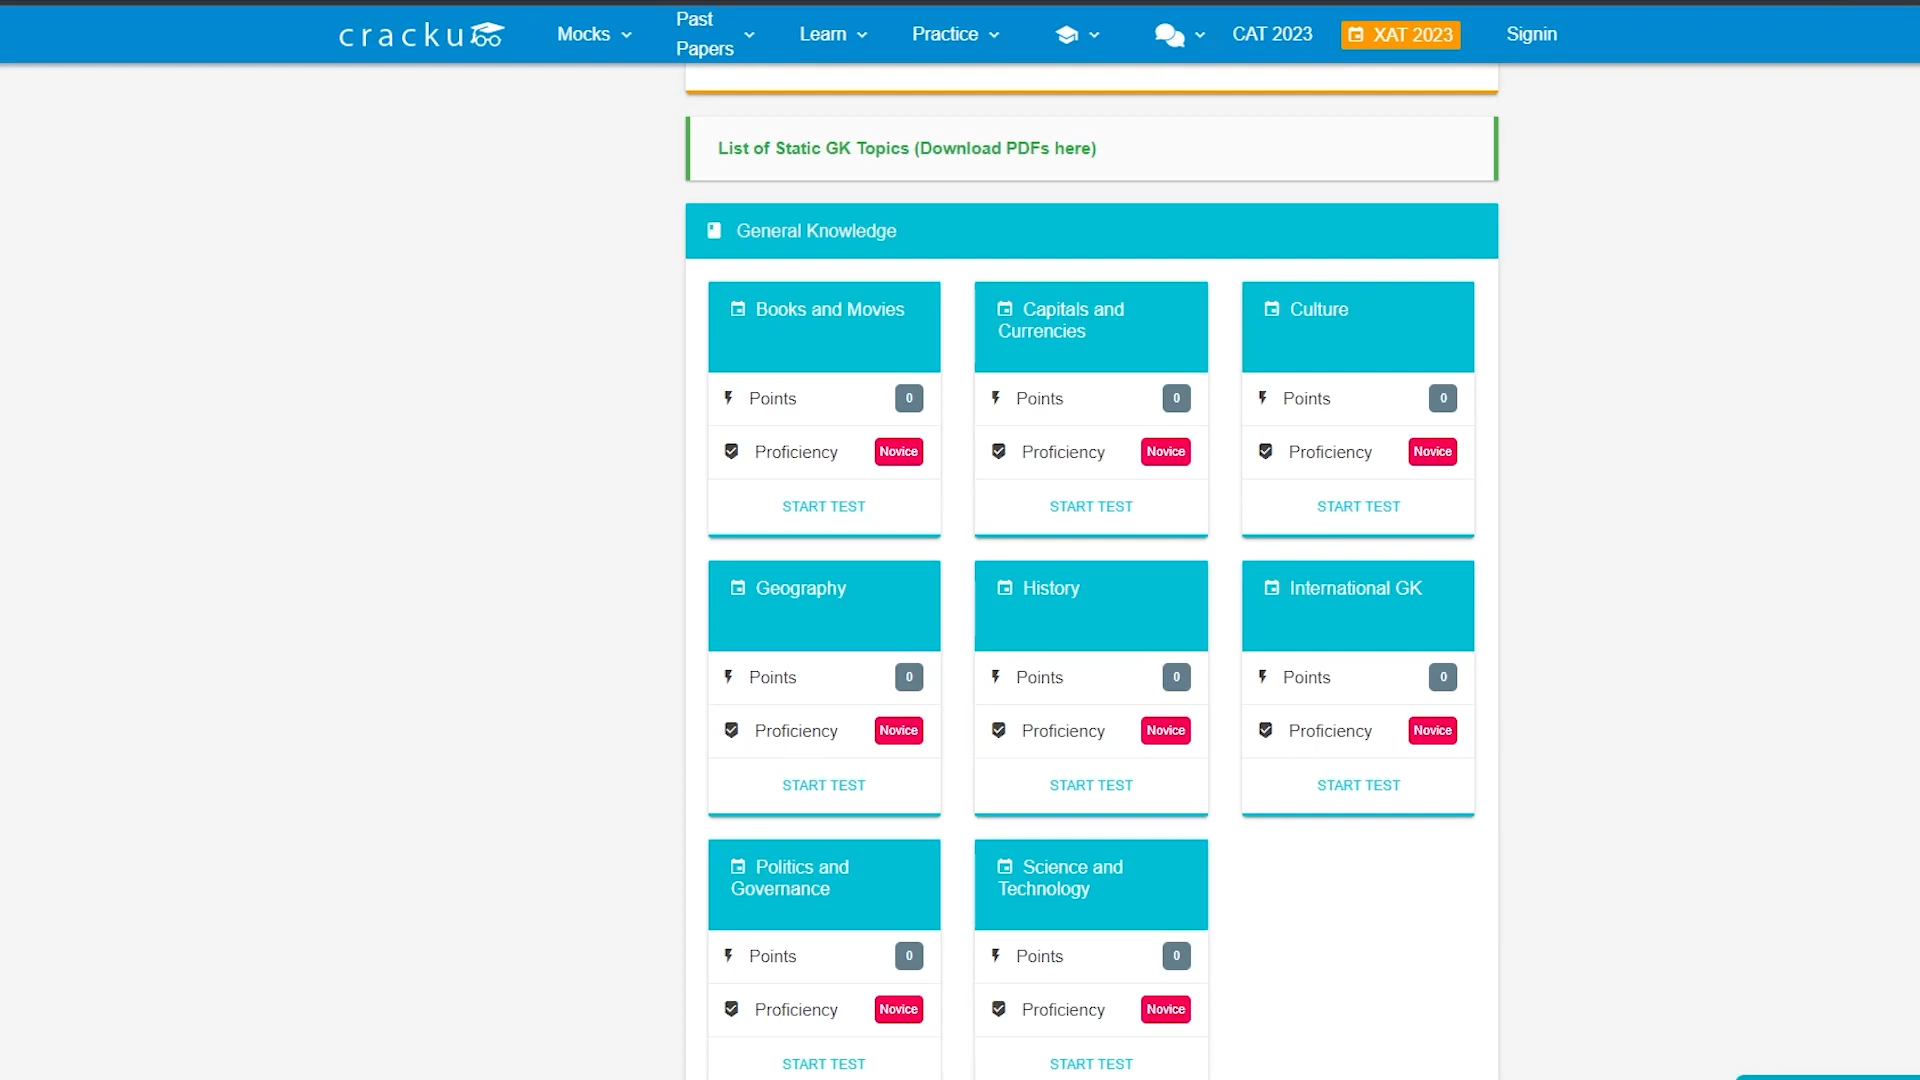 cracku
Mocks
Past
Papers
Learn
Practice
CAT 2023
XAT 2023
Signin
List of Static GK Topics (Download PDFs here)
General Knowledge
Books and Movies
Points 0
Proficiency Novice
START TEST
Capitals and
Currencies
Points 0
Proficiency Novice
START TEST
Culture
Points 0
Proficiency Novice
START TEST
Geography
Points 0
Proficiency Novice
START TEST
History
Points 0
Proficiency Novice
START TEST
International GK
Points 0
Proficiency Novice
START TEST
Politics and
Governance
Points 0
Proficiency Novice
START TEST
Science and
Technology
Points 0
Proficiency Novice
START TEST